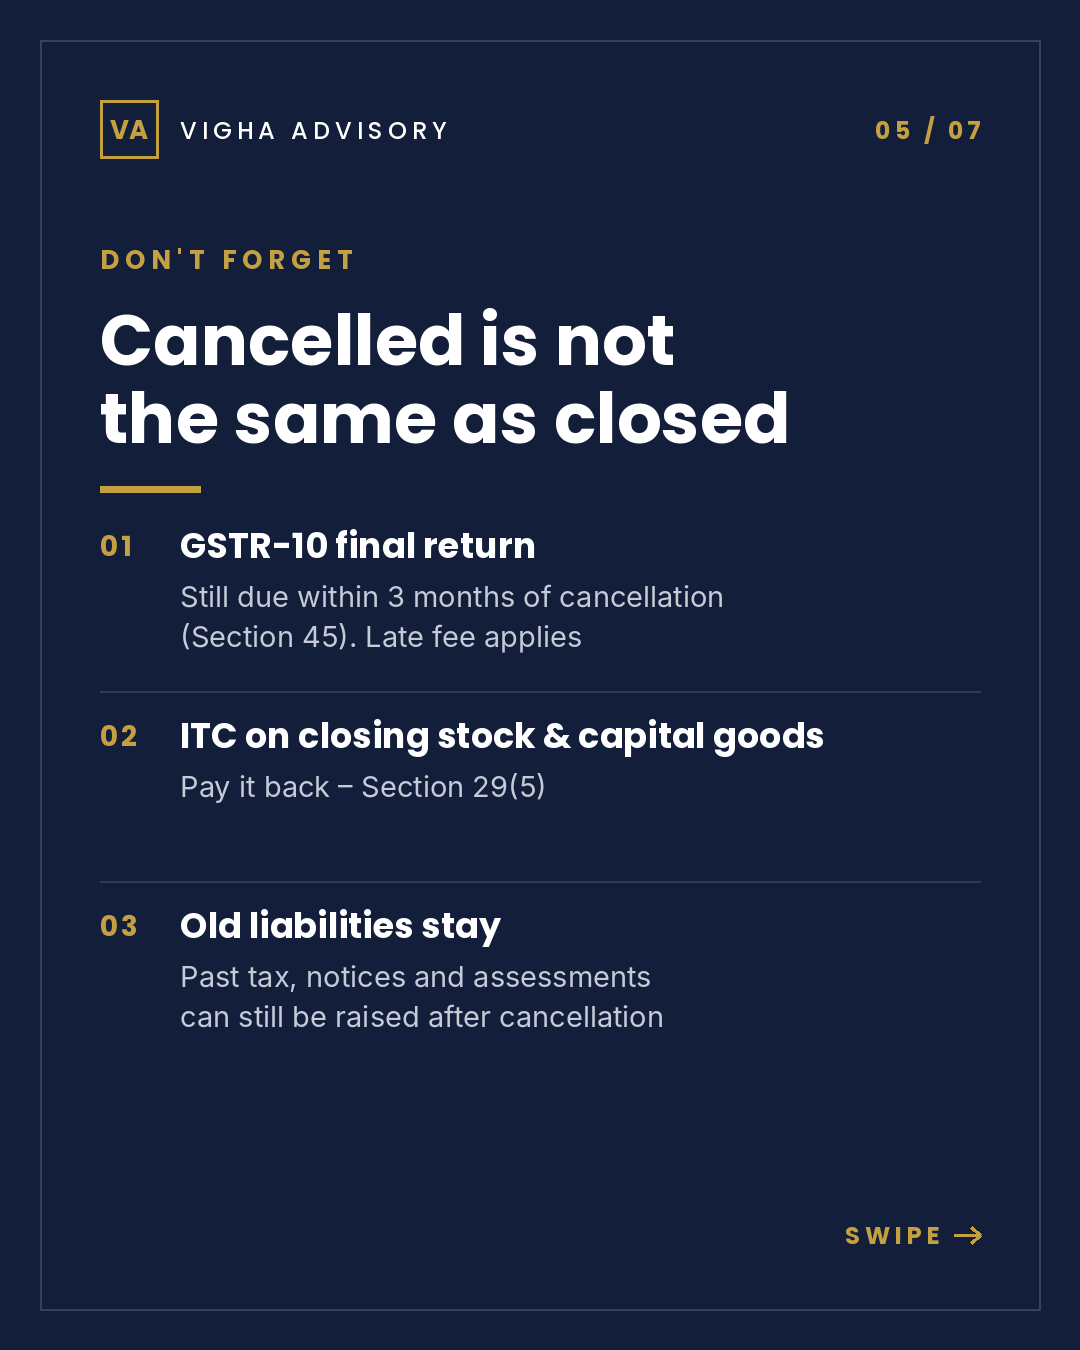 VA VIGHA ADVISORY
05 / 07
DON'T FORGET
Cancelled is not
the same as closed
01 GSTR-10 final return
Still due within 3 months of cancellation
(Section 45). Late fee applies
02 ITC on closing stock & capital goods
Pay it back – Section 29(5)
03 Old liabilities stay
Past tax, notices and assessments
can still be raised after cancellation
SWIPE →